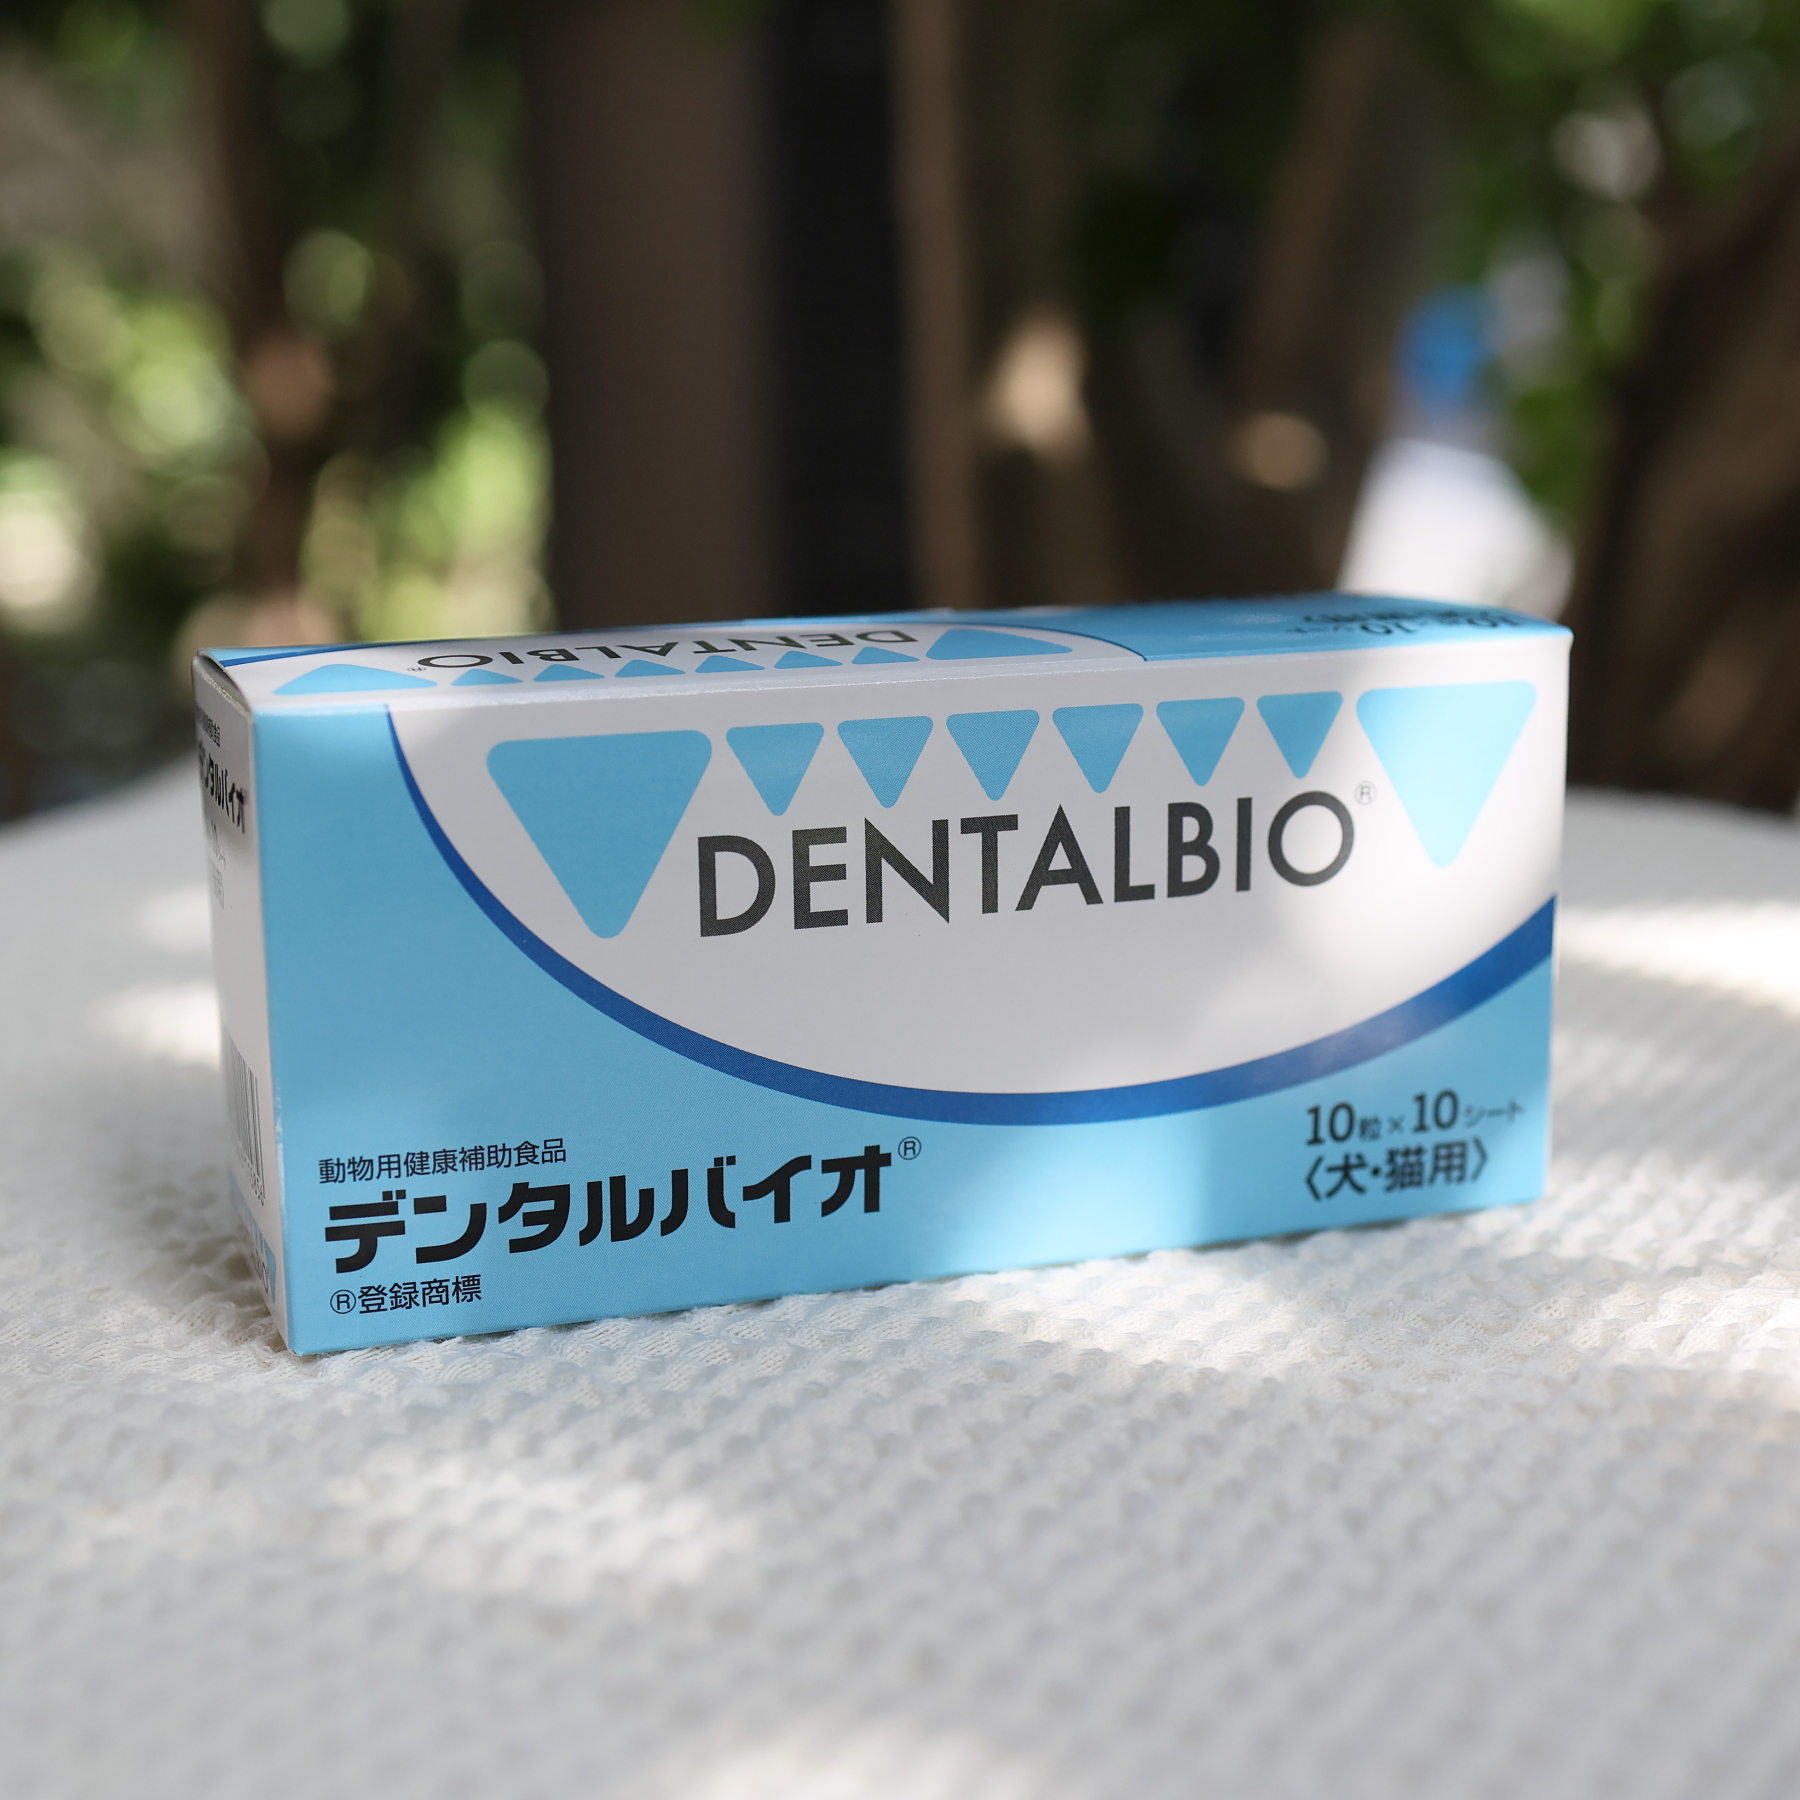 DENTALBIO®
DENTALBIO®
動物用健康補助食品
デンタルバイオ®
®登録商標
10粒×10シート
〈犬・猫用〉